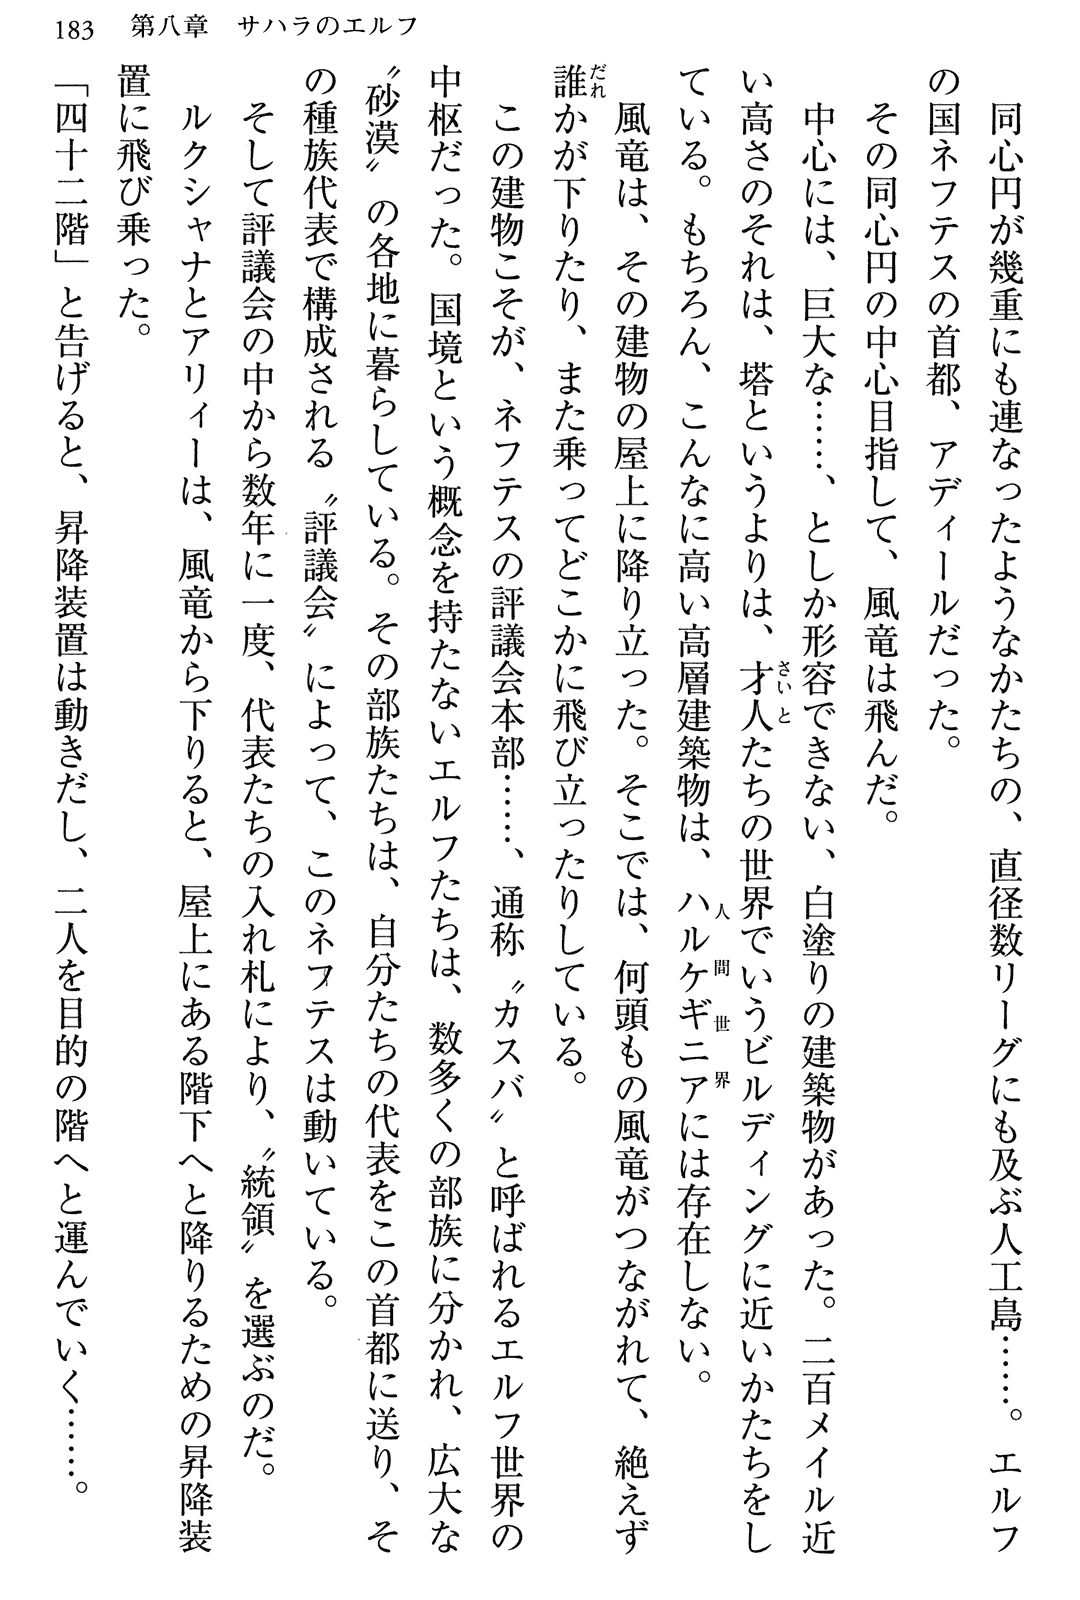 183 第八章 サハラのエルフ
同心円が幾重にも連なったようなかたちの、直径数リーグにも及ぶ人工島……。エルフ
の国ネフテスの首都、アディールだった。
その同心円の中心目指して、風竜は飛んだ。
中心には、巨大な……、としか形容できない、白塗りの建築物があった。二百メイル近
い高さのそれは、塔というよりは、才人たちの世界でいうビルディングに近いかたちをし
さいと
ている。もちろん、こんなに高い高層建築物は、ハルケギニアには存在しない。
人間世界
風竜は、その建物の屋上に降り立った。そこでは、何頭もの風竜がつながれて、絶えず
誰かが下りたり、また乗ってどこかに飛び立ったりしている。
だれ
この建物こそが、ネフテスの評議会本部……、通称〝カスバ〟と呼ばれるエルフ世界の
中枢だった。国境という概念を持たないエルフたちは、数多くの部族に分かれ、広大な
〝砂漠〟の各地に暮らしている。その部族たちは、自分たちの代表をこの首都に送り、そ
の種族代表で構成される〝評議会〟によって、このネフテスは動いている。
そして評議会の中から数年に一度、代表たちの入れ札により、〝統領〟を選ぶのだ。
ルクシャナとアリィーは、風竜から下りると、屋上にある階下へと降りるための昇降装
置に飛び乗った。
「四十二階」と告げると、昇降装置は動きだし、二人を目的の階へと運んでいく……。